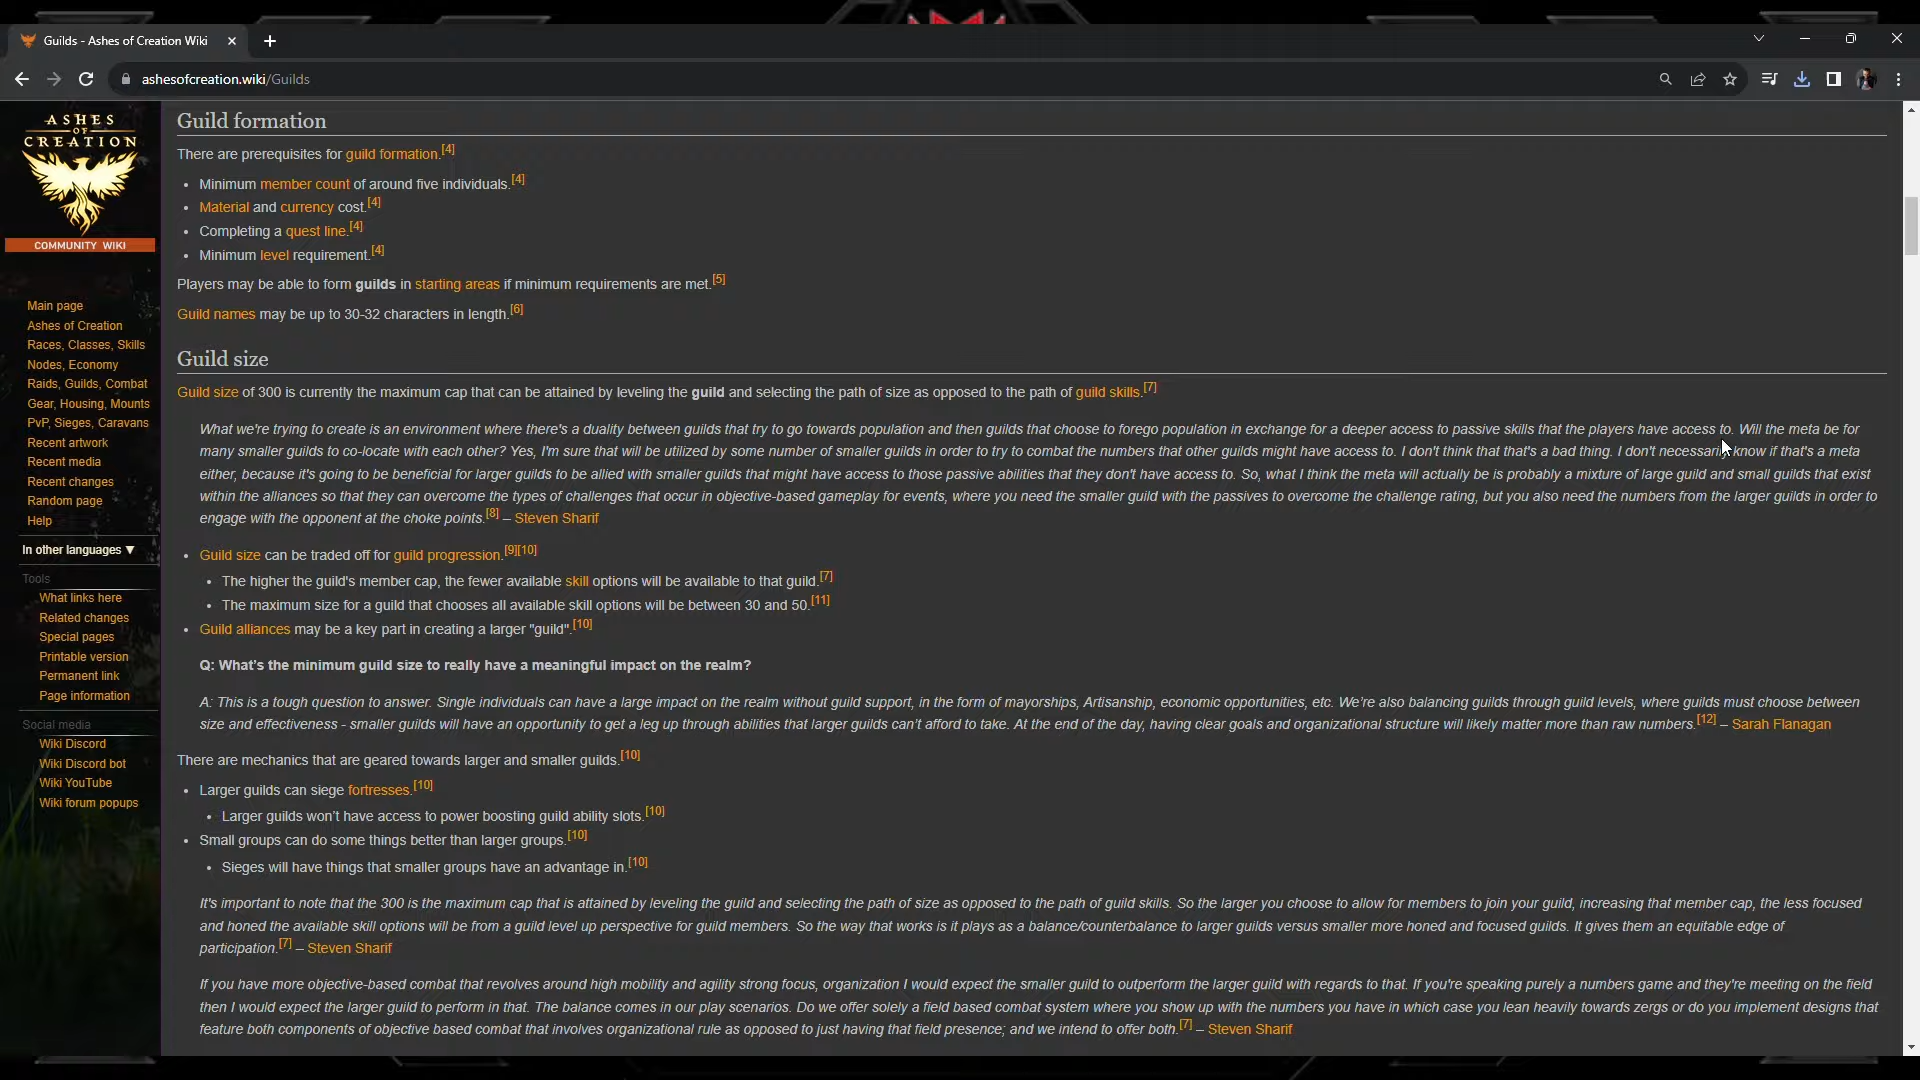 Guilds - Ashes of Creation Wiki
ashesofcreation.wiki/Guilds
ASHES
OF
CREATION
COMMUNITY WIKI
Main page
Ashes of Creation
Races, Classes, Skills
Nodes, Economy
Raids, Guilds, Combat
Gear, Housing, Mounts
PvP, Sieges, Caravans
Recent artwork
Recent media
Recent changes
Random page
Help
In other languages ▼
Tools
What links here
Related changes
Special pages
Printable version
Permanent link
Page information
Social media
Wiki Discord
Wiki Discord bot
Wiki YouTube
Wiki forum popups
Guild formation
There are prerequisites for guild formation.[4]
• Minimum member count of around five individuals.[4]
• Material and currency cost.[4]
• Completing a quest line.[4]
• Minimum level requirement.[4]
Players may be able to form guilds in starting areas if minimum requirements are met.[5]
Guild names may be up to 30-32 characters in length.[6]
Guild size
Guild size of 300 is currently the maximum cap that can be attained by leveling the guild and selecting the path of size as opposed to the path of guild skills.[7]
What we're trying to create is an environment where there's a duality between guilds that try to go towards population and then guilds that choose to forego population in exchange for a deeper access to passive skills that the players have access to. Will the meta be for
many smaller guilds to co-locate with each other? Yes, I'm sure that will be utilized by some number of smaller guilds in order to try to combat the numbers that other guilds might have access to. I don't think that that's a bad thing. I don't necessarily know if that's a meta
either, because it's going to be beneficial for larger guilds to be allied with smaller guilds that might have access to those passive abilities that they don't have access to. So, what I think the meta will actually be is probably a mixture of large guild and small guilds that exist
within the alliances so that they can overcome the types of challenges that occur in objective-based gameplay for events, where you need the smaller guild with the passives to overcome the challenge rating, but you also need the numbers from the larger guilds in order to
engage with the opponent at the choke points.[8] – Steven Sharif
• Guild size can be traded off for guild progression.[9][10]
• The higher the guild's member cap, the fewer available skill options will be available to that guild.[7]
• The maximum size for a guild that chooses all available skill options will be between 30 and 50.[11]
• Guild alliances may be a key part in creating a larger "guild".[10]
Q: What's the minimum guild size to really have a meaningful impact on the realm?
A: This is a tough question to answer. Single individuals can have a large impact on the realm without guild support, in the form of mayorships, Artisanship, economic opportunities, etc. We're also balancing guilds through guild levels, where guilds must choose between
size and effectiveness - smaller guilds will have an opportunity to get a leg up through abilities that larger guilds can't afford to take. At the end of the day, having clear goals and organizational structure will likely matter more than raw numbers.[12] – Sarah Flanagan
There are mechanics that are geared towards larger and smaller guilds.[10]
• Larger guilds can siege fortresses.[10]
• Larger guilds won't have access to power boosting guild ability slots.[10]
• Small groups can do some things better than larger groups.[10]
• Sieges will have things that smaller groups have an advantage in.[10]
It's important to note that the 300 is the maximum cap that is attained by leveling the guild and selecting the path of size as opposed to the path of guild skills. So the larger you choose to allow for members to join your guild, increasing that member cap, the less focused
and honed the available skill options will be from a guild level up perspective for guild members. So the way that works is it plays as a balance/counterbalance to larger guilds versus smaller more honed and focused guilds. It gives them an equitable edge of
participation.[7] – Steven Sharif
If you have more objective-based combat that revolves around high mobility and agility strong focus, organization I would expect the smaller guild to outperform the larger guild with regards to that. If you're speaking purely a numbers game and they're meeting on the field
then I would expect the larger guild to perform in that. The balance comes in our play scenarios. Do we offer solely a field based combat system where you show up with the numbers you have in which case you lean heavily towards zergs or do you implement designs that
feature both components of objective based combat that involves organizational rule as opposed to just having that field presence; and we intend to offer both.[7] – Steven Sharif